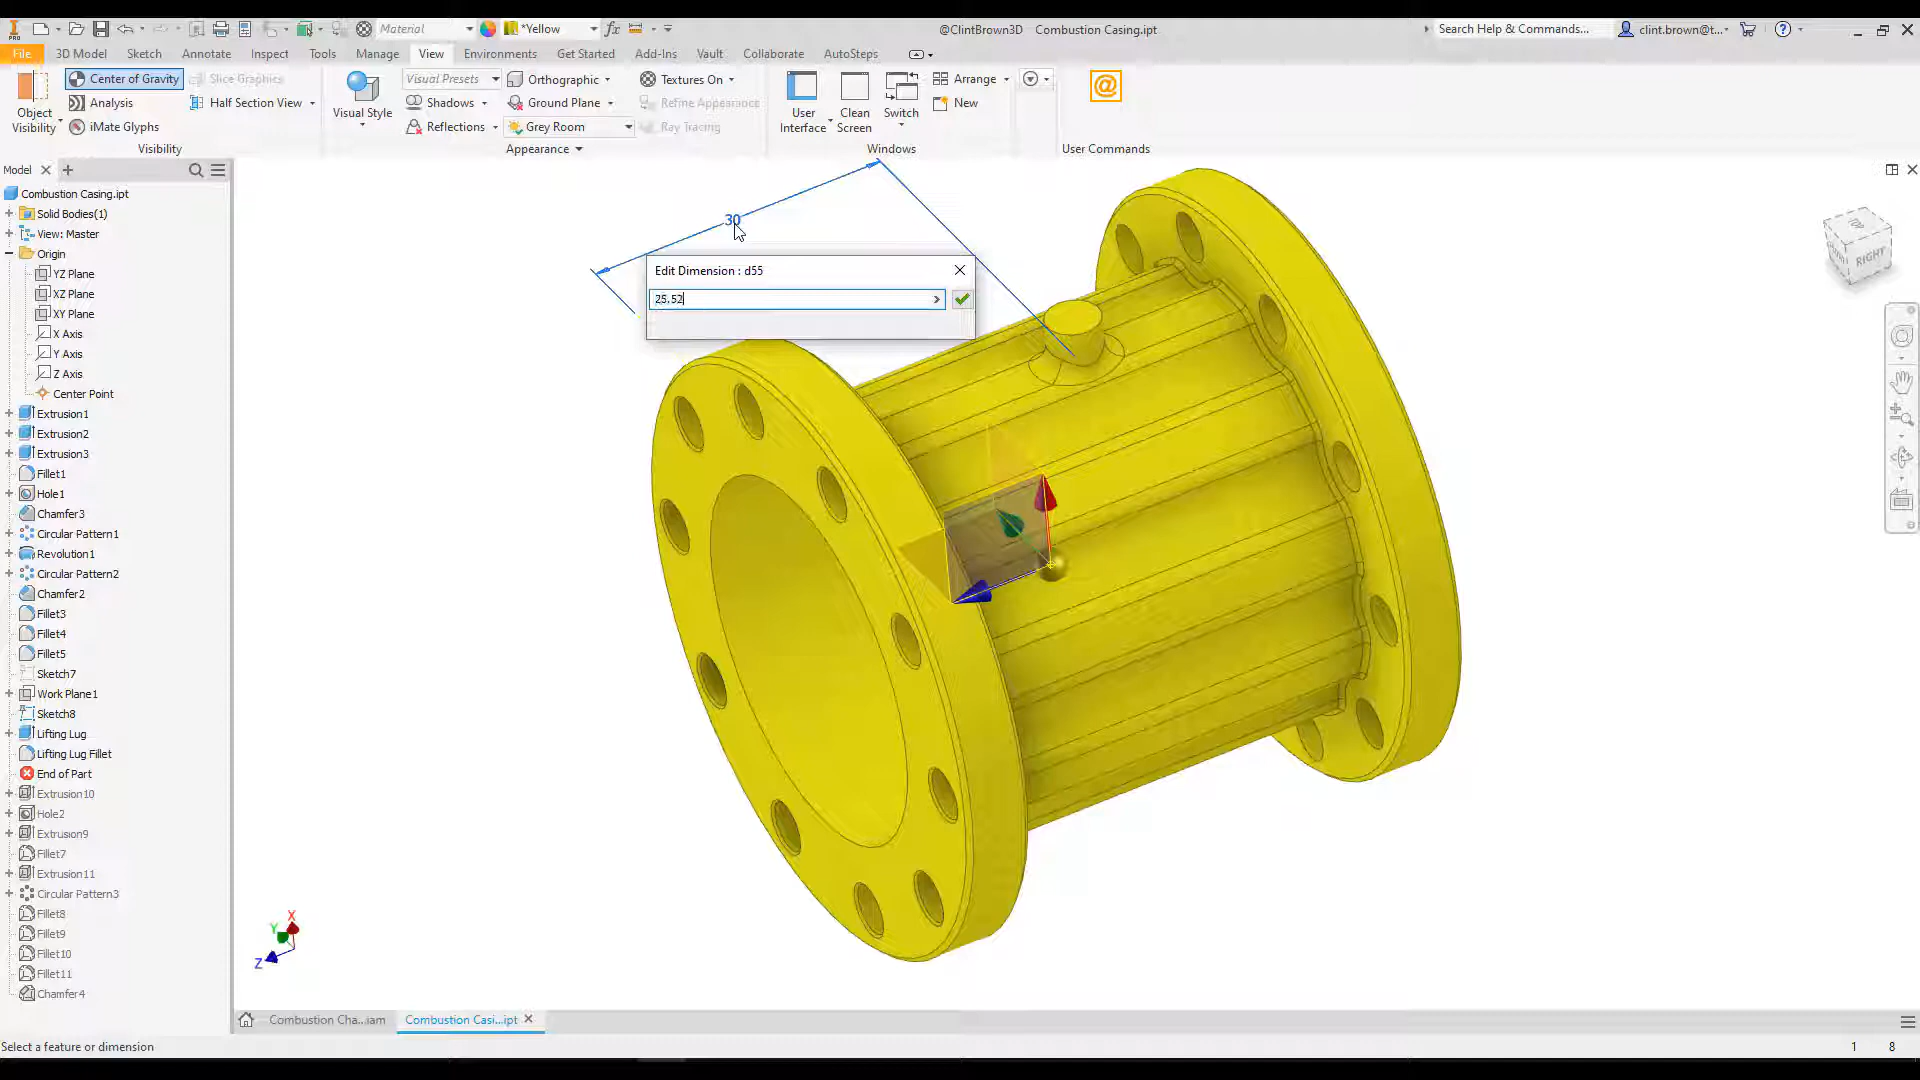 PRO
Material
*Yellow
@ClintBrown3D Combustion Casing.ipt
Search Help & Commands...
clint.brown@t...
File 3D Model Sketch Annotate Inspect Tools Manage View Environments Get Started Add-Ins Vault Collaborate AutoSteps
Object Visibility
Center of Gravity
Analysis
iMate Glyphs
Slice Graphics
Half Section View
Visibility
Visual Style
Visual Presets
Shadows
Reflections
Orthographic
Ground Plane
Grey Room
Textures On
Refine Appearance
Ray Tracing
Appearance
User Interface
Clean Screen
Switch
Arrange
New
Windows
@
User Commands
Model
Combustion Casing.ipt
Solid Bodies(1)
View: Master
Origin
YZ Plane
XZ Plane
XY Plane
X Axis
Y Axis
Z Axis
Center Point
Extrusion1
Extrusion2
Extrusion3
Fillet1
Hole1
Chamfer3
Circular Pattern1
Revolution1
Circular Pattern2
Chamfer2
Fillet3
Fillet4
Fillet5
Sketch7
Work Plane1
Sketch8
Lifting Lug
Lifting Lug Fillet
End of Part
Extrusion10
Hole2
Extrusion9
Fillet7
Extrusion11
Circular Pattern3
Fillet8
Fillet9
Fillet10
Fillet11
Chamfer4
30
Edit Dimension : d55
25.52
RIGHT
X
Y
Z
Combustion Cha...iam
Combustion Casi...ipt
Select a feature or dimension
1 8